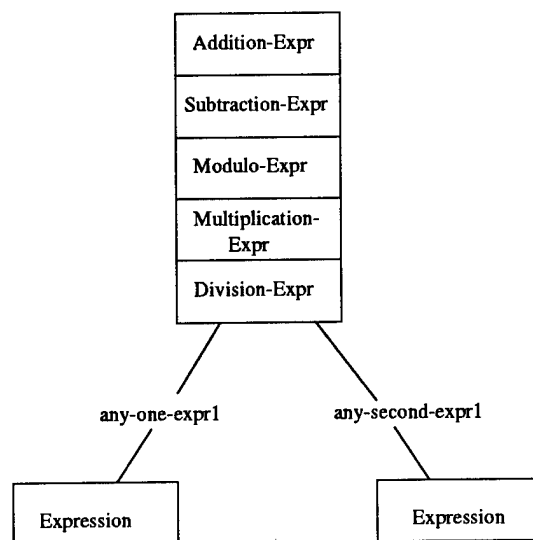 Addition-Expr
Subtraction-Expr
Modulo-Expr
Multiplication-
Expr
Division-Expr
any-one-expr1
any-second-expr1
Expression
Expression